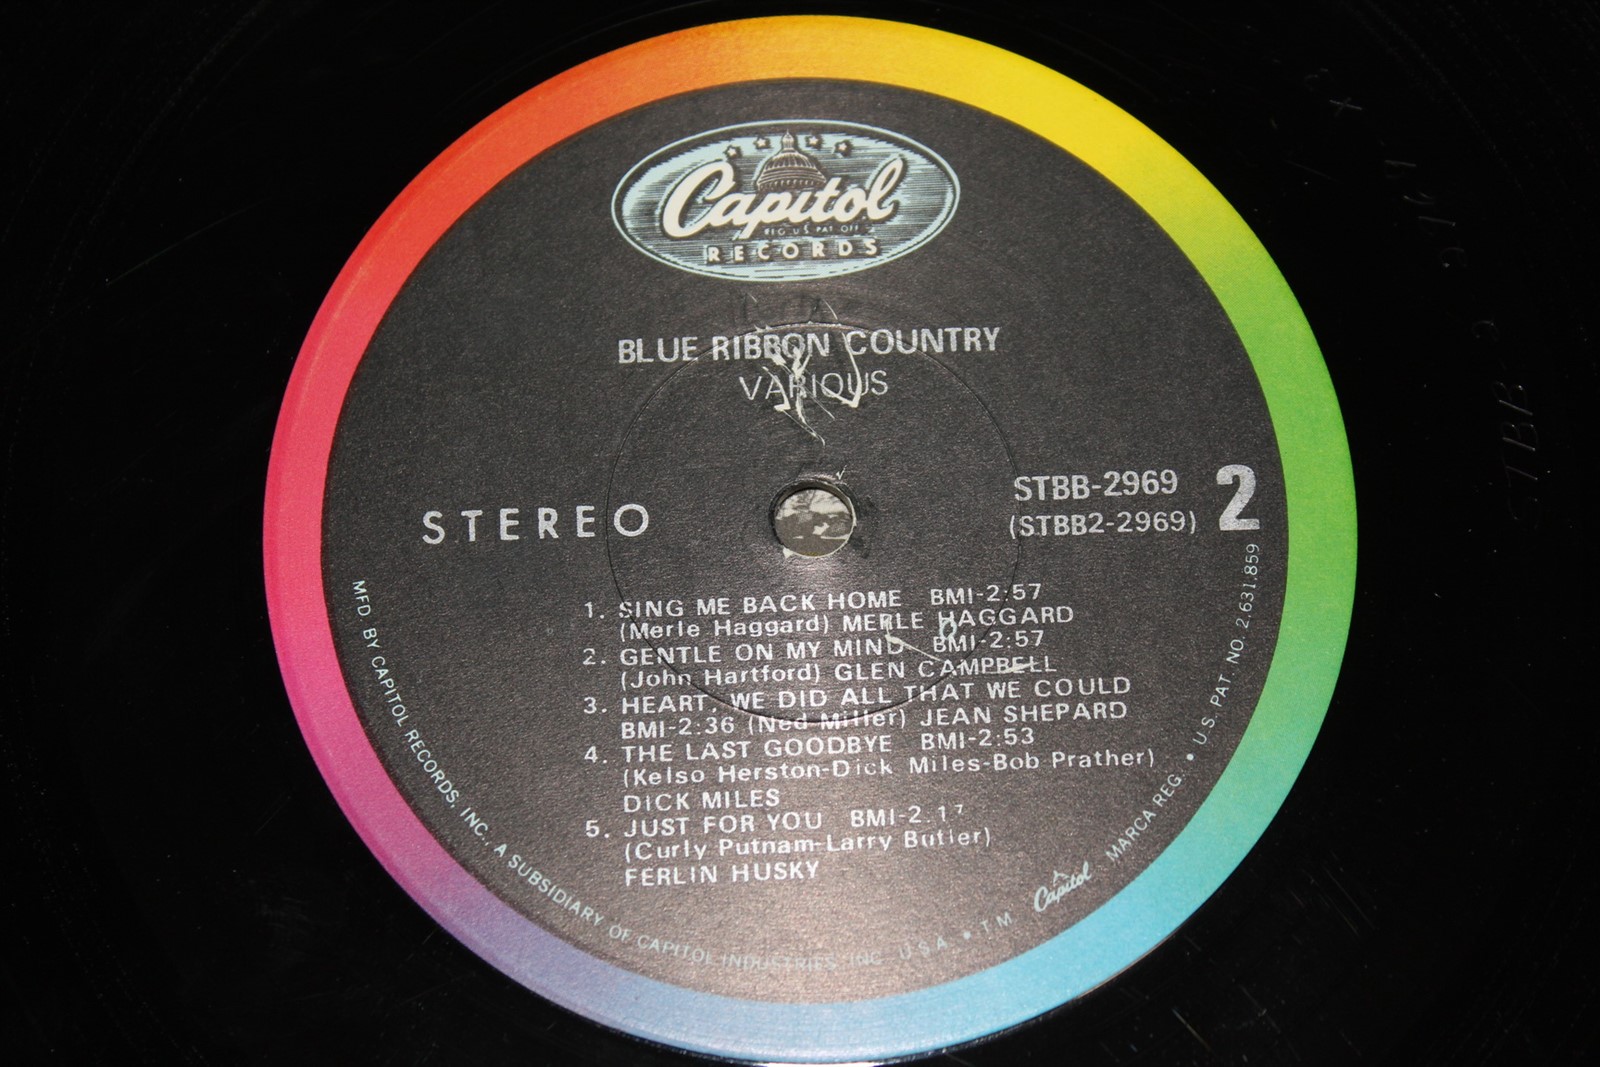 Capitol
REG. U.S. PAT. OFF.
RECORDS
BLUE RIBBON COUNTRY
VARIOUS
STEREO
STBB-2969
(STBB2-2969)
2
1. SING ME BACK HOME BMI-2:57
(Merle Haggard) MERLE HAGGARD
2. GENTLE ON MY MIND BMI-2:57
(John Hartford) GLEN CAMPBELL
3. HEART, WE DID ALL THAT WE COULD
BMI-2:36 (Ned Miller) JEAN SHEPARD
4. THE LAST GOODBYE BMI-2:53
(Kelso Herston-Dick Miles-Bob Prather)
DICK MILES
5. JUST FOR YOU BMI-2:17
(Curly Putnam-Larry Butler)
FERLIN HUSKY
MFD BY CAPITOL RECORDS, INC., A SUBSIDIARY OF CAPITOL INDUSTRIES INC U.S.A. • T M Capitol MARCA REG. • U.S. PAT. NO. 2,631,859
STBB